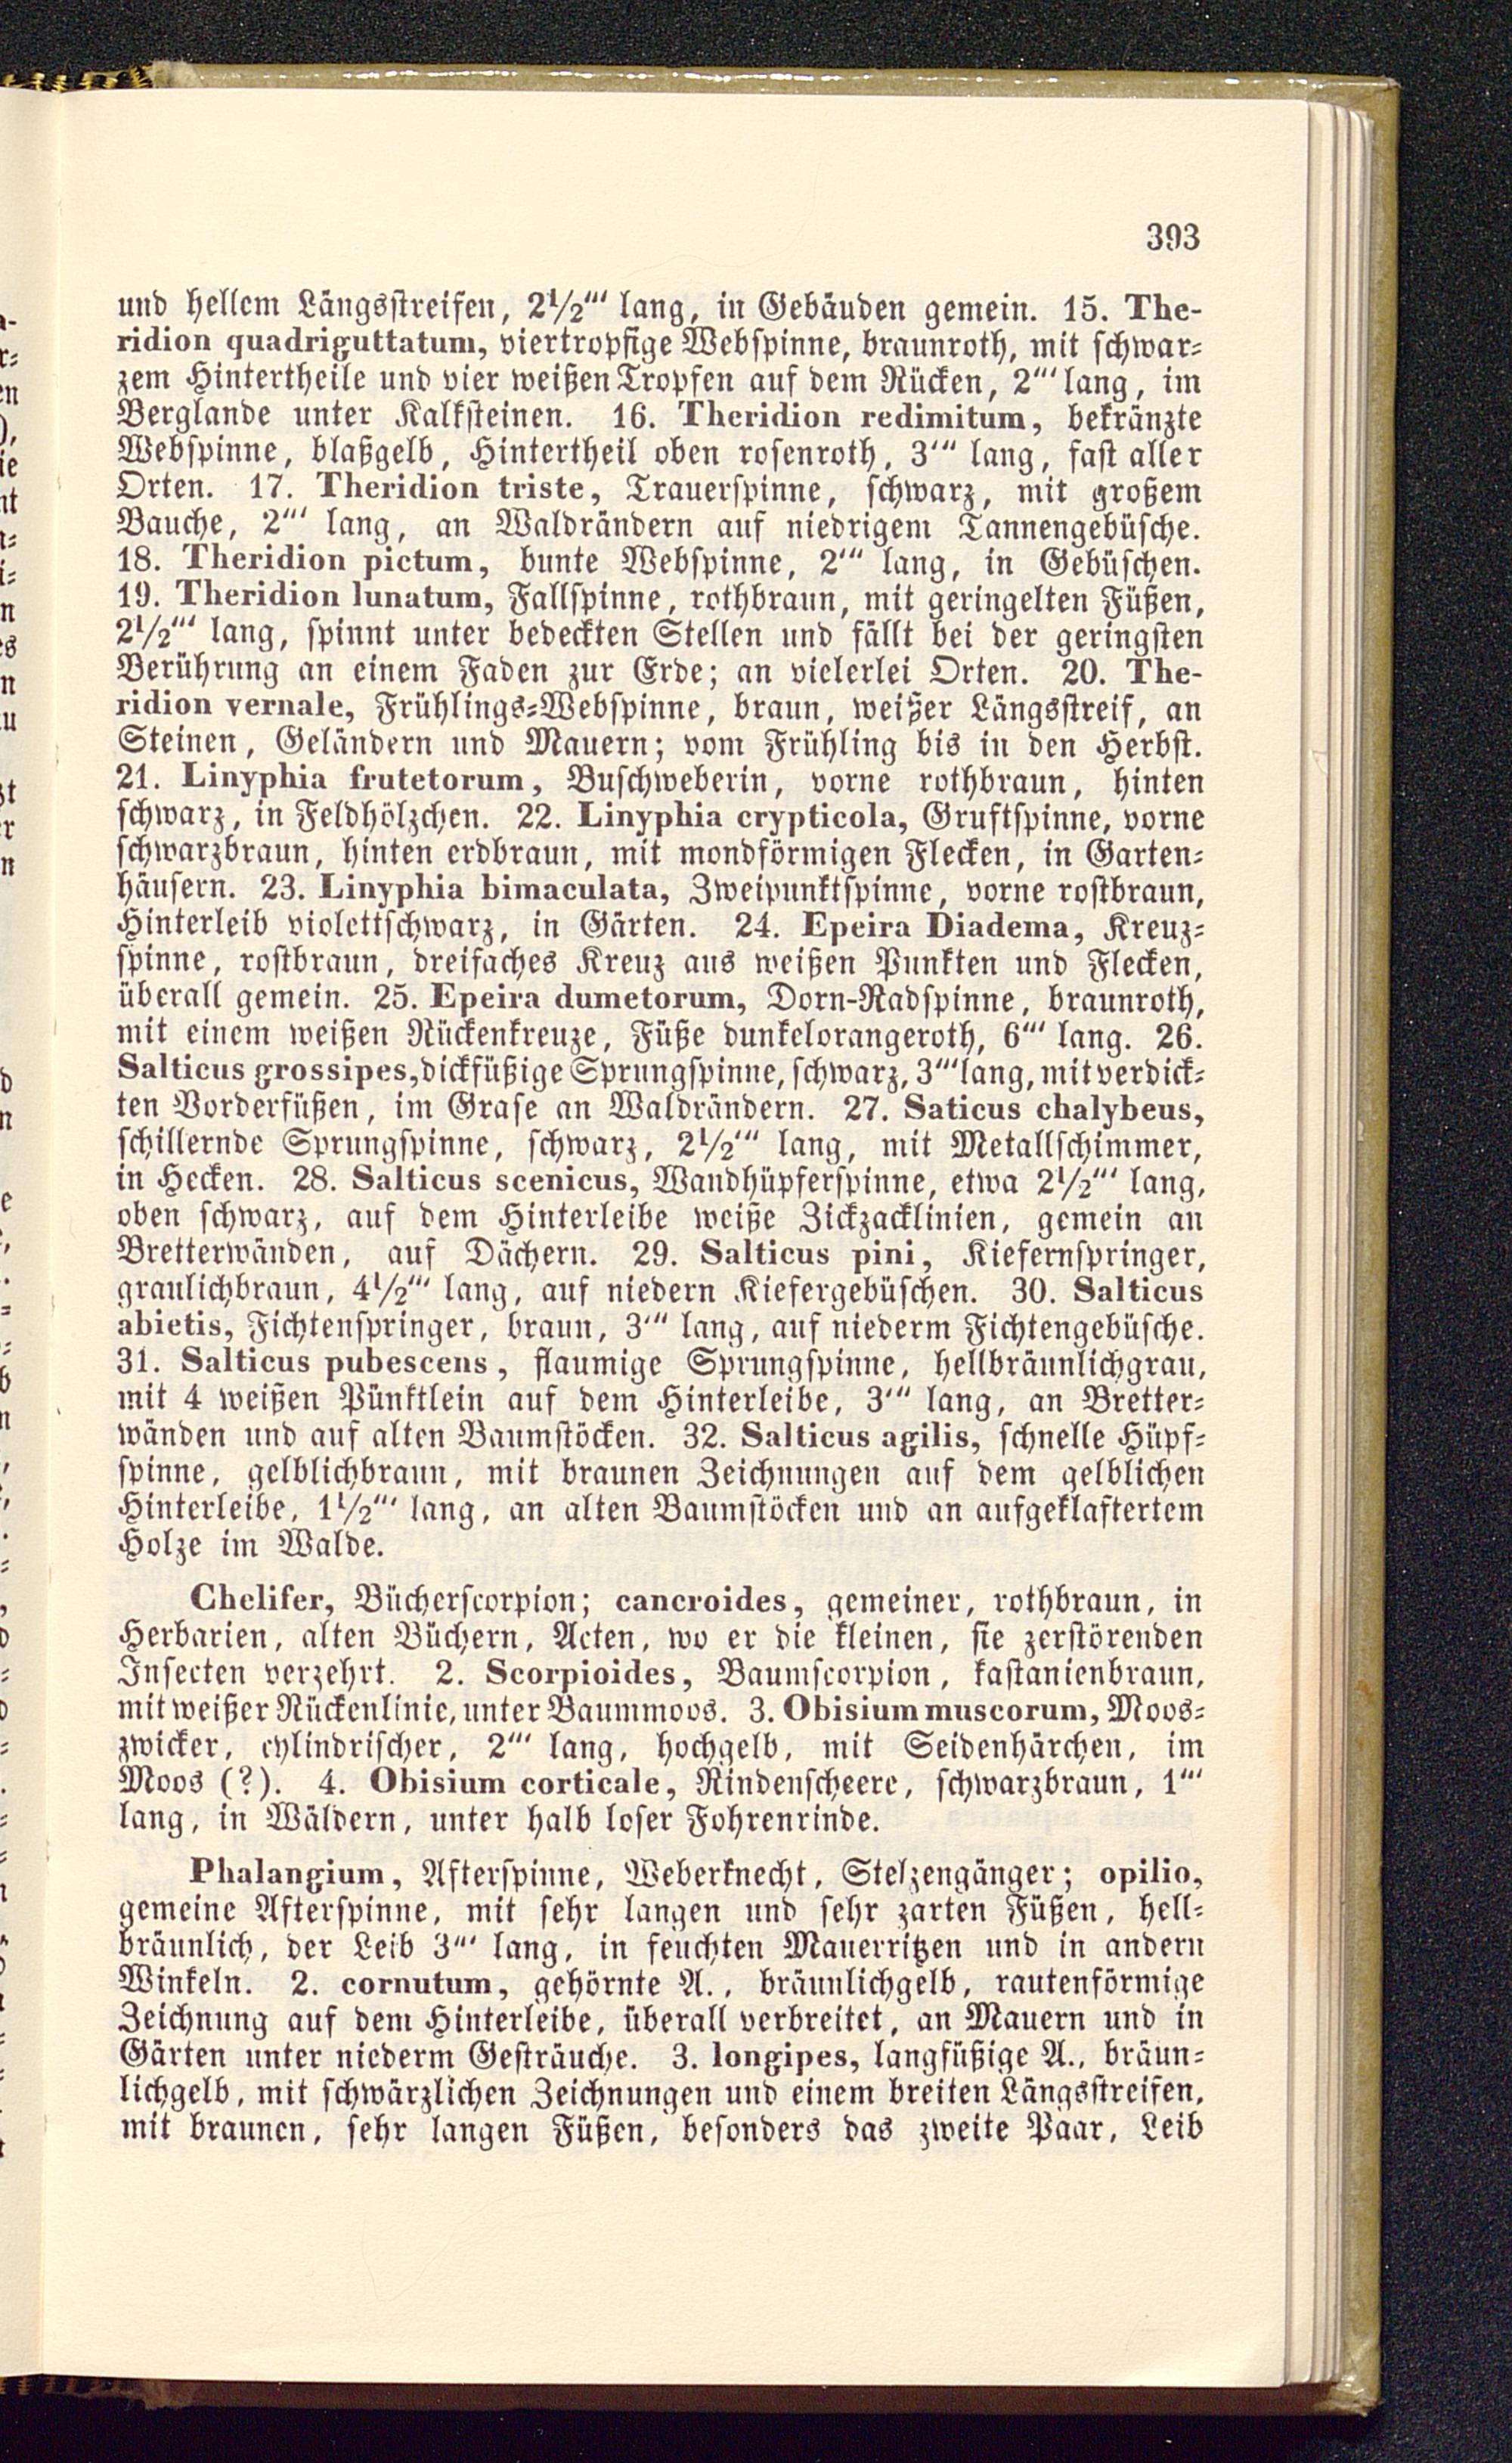 393
und hellem Längsstreifen, 2½‴ lang, in Gebäuden gemein. 15. The-
ridion quadriguttatum, viertropfige Webspinne, braunroth, mit schwar-
zem Hintertheile und vier weißen Tropfen auf dem Rücken, 2‴ lang, im
Berglande unter Kalksteinen. 16. Theridion redimitum, bekränzte
Webspinne, blaßgelb, Hintertheil oben rosenroth, 3‴ lang, fast aller
Orten. 17. Theridion triste, Trauerspinne, schwarz, mit großem
Bauche, 2‴ lang, an Waldrändern auf niedrigem Tannengebüsche.
18. Theridion pictum, bunte Webspinne, 2‴ lang, in Gebüschen.
19. Theridion lunatum, Fallspinne, rothbraun, mit geringelten Füßen,
2½‴ lang, spinnt unter bedeckten Stellen und fällt bei der geringsten
Berührung an einem Faden zur Erde; an vielerlei Orten. 20. The-
ridion vernale, Frühlings-Webspinne, braun, weißer Längsstreif, an
Steinen, Geländern und Mauern; vom Frühling bis in den Herbst.
21. Linyphia frutetorum, Buschweberin, vorne rothbraun, hinten
schwarz, in Feldhölzchen. 22. Linyphia crypticola, Gruftspinne, vorne
schwarzbraun, hinten erdbraun, mit mondförmigen Flecken, in Garten-
häusern. 23. Linyphia bimaculata, Zweipunktspinne, vorne rostbraun,
Hinterleib violettschwarz, in Gärten. 24. Epeira Diadema, Kreuz-
spinne, rostbraun, dreifaches Kreuz aus weißen Punkten und Flecken,
überall gemein. 25. Epeira dumetorum, Dorn-Radspinne, braunroth,
mit einem weißen Rückenkreuze, Füße dunkelorangeroth, 6‴ lang. 26.
Salticus grossipes, dickfüßige Sprungspinne, schwarz, 3‴ lang, mit verdick-
ten Vorderfüßen, im Grase an Waldrändern. 27. Saticus chalybeus,
schillernde Sprungspinne, schwarz, 2½‴ lang, mit Metallschimmer,
in Hecken. 28. Salticus scenicus, Wandhüpferspinne, etwa 2½‴ lang,
oben schwarz, auf dem Hinterleibe weiße Zickzacklinien, gemein an
Bretterwänden, auf Dächern. 29. Salticus pini, Kiefernspringer,
graulichbraun, 4½‴ lang, auf niedern Kiefergebüschen. 30. Salticus
abietis, Fichtenspringer, braun, 3‴ lang, auf niederm Fichtengebüsche.
31. Salticus pubescens, flaumige Sprungspinne, hellbräunlichgrau,
mit 4 weißen Pünktlein auf dem Hinterleibe, 3‴ lang, an Bretter-
wänden und auf alten Baumstöcken. 32. Salticus agilis, schnelle Hüpf-
spinne, gelblichbraun, mit braunen Zeichnungen auf dem gelblichen
Hinterleibe, 1½‴ lang, an alten Baumstöcken und an aufgeklaftertem
Holze im Walde.
Chelifer, Bücherscorpion; cancroides, gemeiner, rothbraun, in
Herbarien, alten Büchern, Acten, wo er die kleinen, sie zerstörenden
Insecten verzehrt. 2. Scorpioides, Baumscorpion, kastanienbraun,
mit weißer Rückenlinie, unter Baummoos. 3. Obisium muscorum, Moos-
zwicker, cylindrischer, 2‴ lang, hochgelb, mit Seidenhärchen, im
Moos (?). 4. Obisium corticale, Rindenscheere, schwarzbraun, 1‴
lang, in Wäldern, unter halb loser Fohrenrinde.
Phalangium, Afterspinne, Weberknecht, Stelzengänger; opilio,
gemeine Afterspinne, mit sehr langen und sehr zarten Füßen, hell-
bräunlich, der Leib 3‴ lang, in feuchten Mauerritzen und in andern
Winkeln. 2. cornutum, gehörnte A., bräunlichgelb, rautenförmige
Zeichnung auf dem Hinterleibe, überall verbreitet, an Mauern und in
Gärten unter niederm Gesträuche. 3. longipes, langfüßige A., bräun-
lichgelb, mit schwärzlichen Zeichnungen und einem breiten Längsstreifen,
mit braunen, sehr langen Füßen, besonders das zweite Paar, Leib